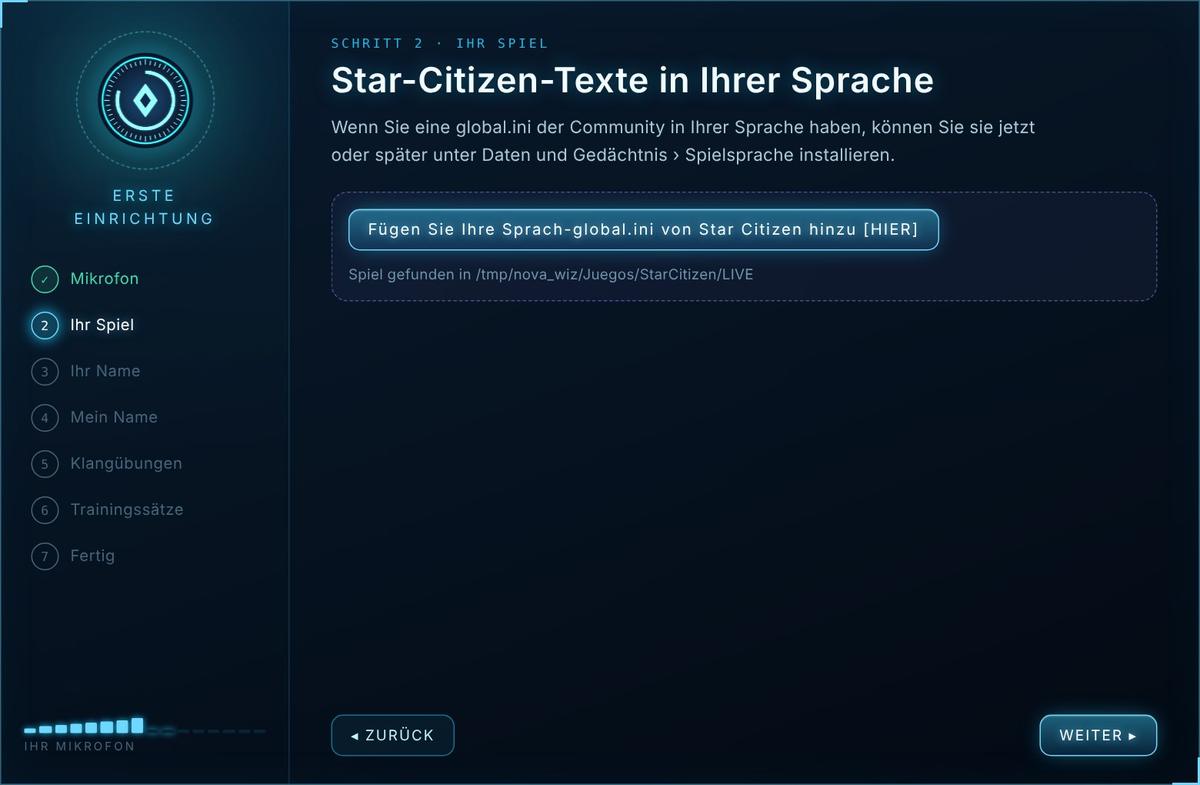 ERSTE
EINRICHTUNG
✓ Mikrofon
2 Ihr Spiel
3 Ihr Name
4 Mein Name
5 Klangübungen
6 Trainingssätze
7 Fertig
IHR MIKROFON
SCHRITT 2 · IHR SPIEL
Star-Citizen-Texte in Ihrer Sprache
Wenn Sie eine global.ini der Community in Ihrer Sprache haben, können Sie sie jetzt
oder später unter Daten und Gedächtnis › Spielsprache installieren.
Fügen Sie Ihre Sprach-global.ini von Star Citizen hinzu [HIER]
Spiel gefunden in /tmp/nova_wiz/Juegos/StarCitizen/LIVE
◂ ZURÜCK
WEITER ▸